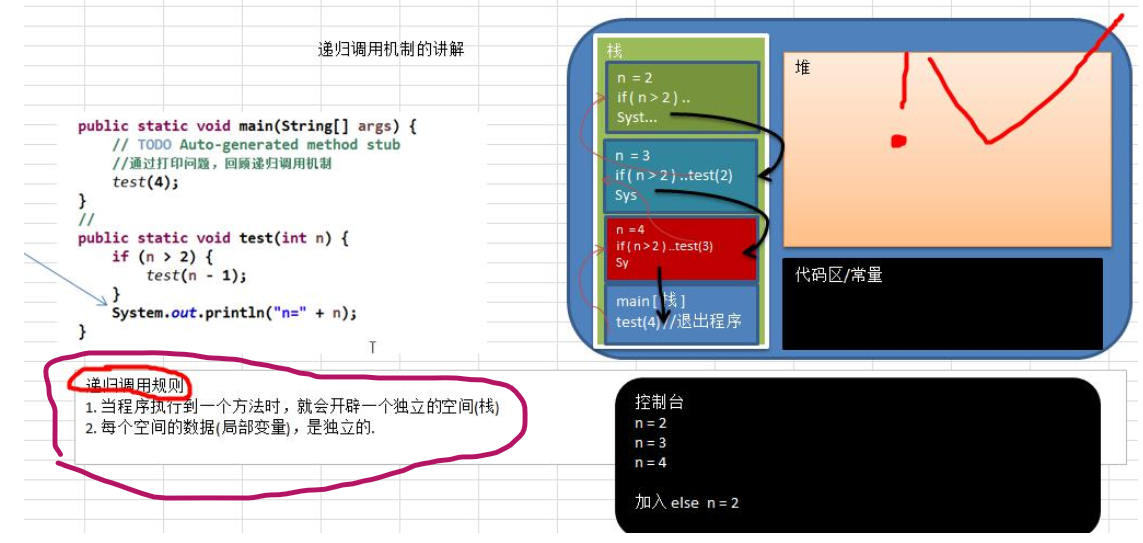 递归调用机制的讲解
public static void main(String[] args) {
// TODO Auto-generated method stub
//通过打印问题，回顾递归调用机制
test(4);
}
//
public static void test(int n) {
if (n > 2) {
test(n - 1);
}
System.out.println("n=" + n);
}
递归调用规则
1. 当程序执行到一个方法时，就会开辟一个独立的空间(栈)
2. 每个空间的数据(局部变量)，是独立的.
栈
n = 2
if( n > 2 ) ..
Syst...
n = 3
if( n > 2 ) ..test(2)
Sys
n =4
if( n > 2 ) ..test(3)
Sy
main [ 栈 ]
test(4)//退出程序
堆
代码区/常量
控制台
n = 2
n = 3
n = 4
加入 else n = 2